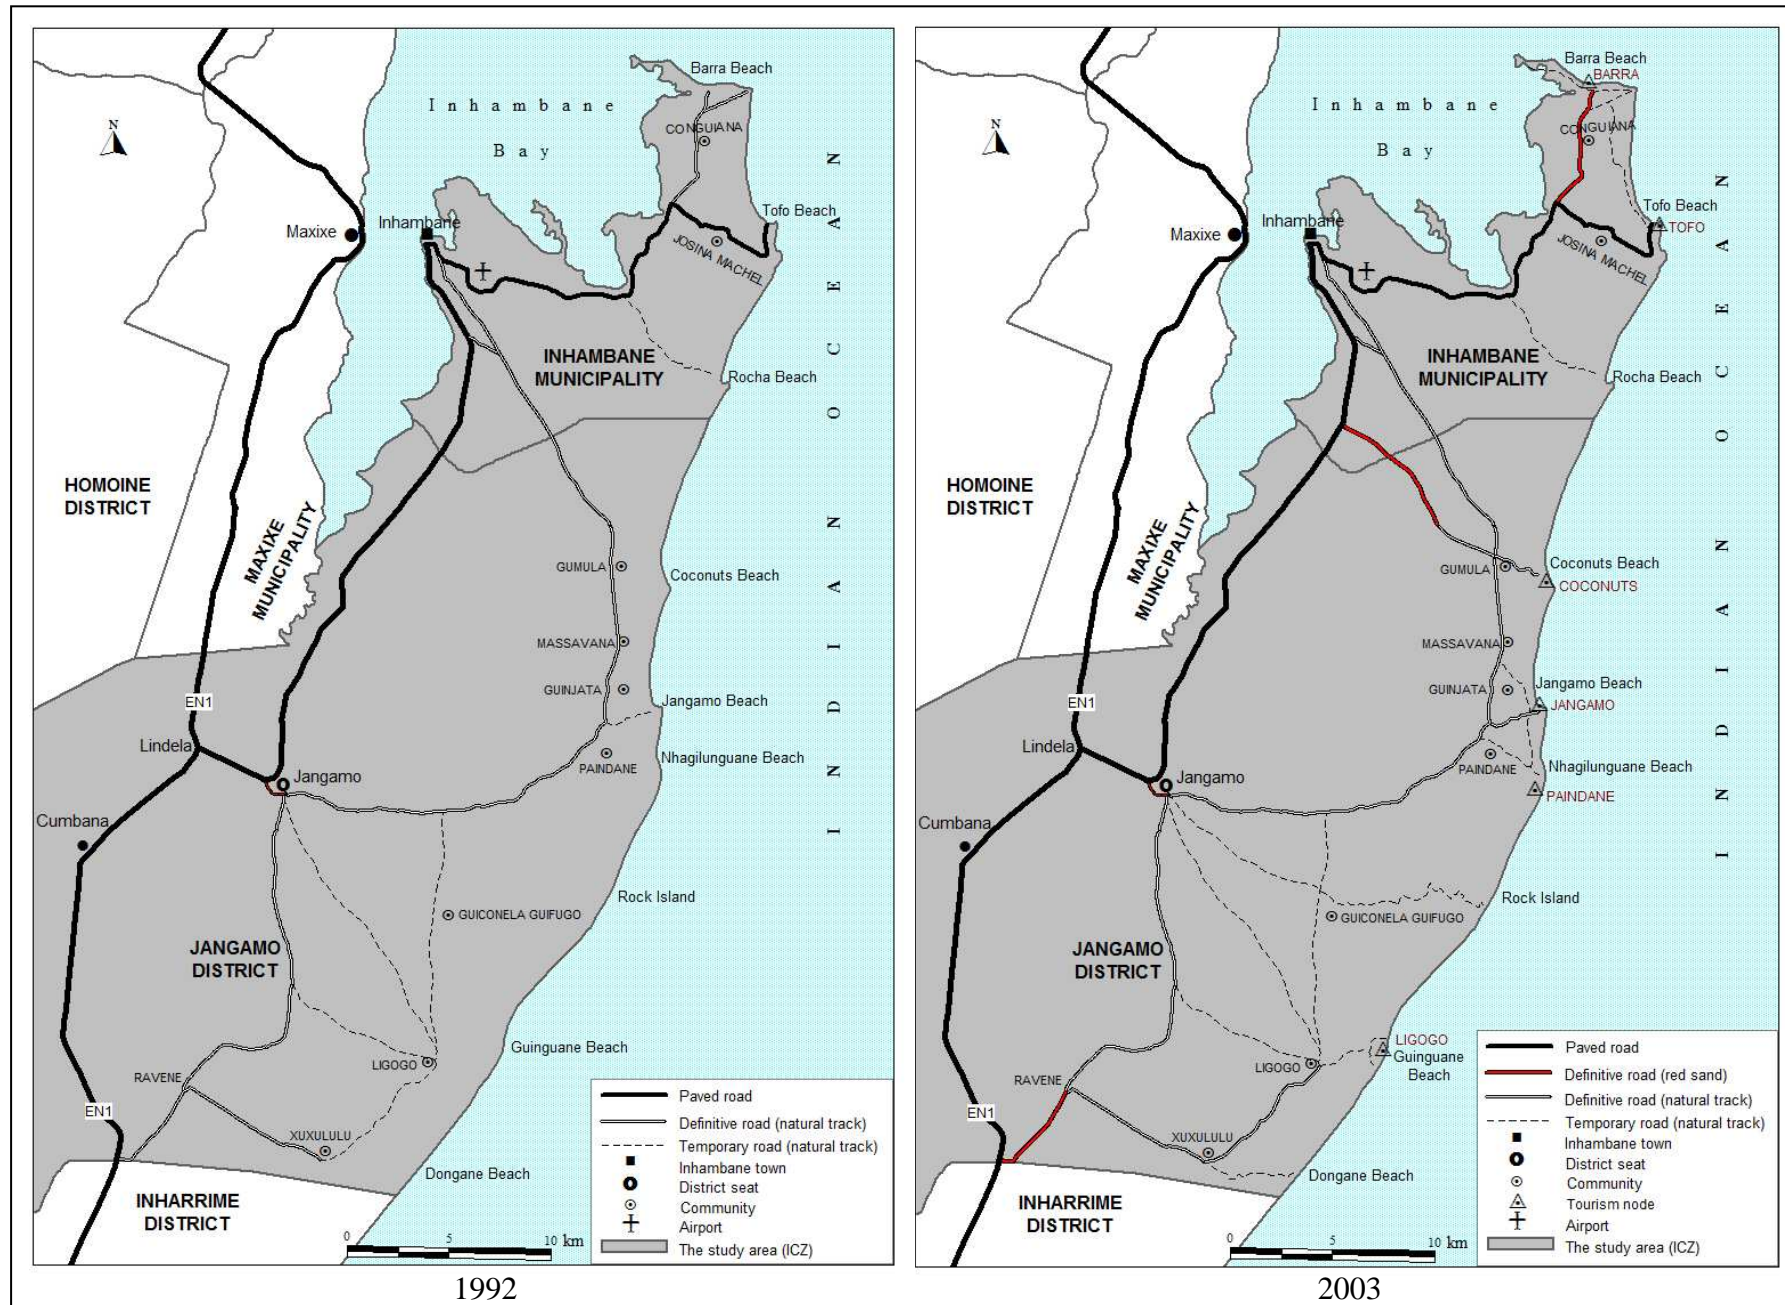 Barra Beach
Inhambane
Bay
N
CONGUIANA
Tofo Beach
Maxixe
Inhambane
JOSINA MACHEL
INHAMBANE
MUNICIPALITY
Rocha Beach
INDIAN OCEAN
HOMOINE
DISTRICT
MAXIXE
MUNICIPALITY
GUMULA
Coconuts Beach
MASSAVANA
GUINJATA
Jangamo Beach
EN1
Lindela
Jangamo
PAINDANE
Nhagilunguane Beach
Cumbana
Rock Island
GUICONELA GUIFUGO
JANGAMO
DISTRICT
Guinguane Beach
LIGOGO
RAVENE
EN1
XUXULULU
Dongane Beach
INHARRIME
DISTRICT
0 5 10 km
Paved road
Definitive road (natural track)
Temporary road (natural track)
Inhambane town
District seat
Community
Airport
The study area (ICZ)
1992
Barra Beach
BARRA
Inhambane
Bay
N
CONGUIANA
Tofo Beach
TOFO
Maxixe
Inhambane
JOSINA MACHEL
INHAMBANE
MUNICIPALITY
Rocha Beach
INDIAN OCEAN
HOMOINE
DISTRICT
MAXIXE
MUNICIPALITY
GUMULA
Coconuts Beach
COCONUTS
MASSAVANA
GUINJATA
Jangamo Beach
JANGAMO
EN1
Lindela
Jangamo
PAINDANE
Nhagilunguane Beach
PAINDANE
Cumbana
Rock Island
GUICONELA GUIFUGO
JANGAMO
DISTRICT
LIGOGO
Guinguane
Beach
LIGOGO
RAVENE
EN1
XUXULULU
Dongane Beach
INHARRIME
DISTRICT
0 5 10 km
Paved road
Definitive road (red sand)
Definitive road (natural track)
Temporary road (natural track)
Inhambane town
District seat
Community
Tourism node
Airport
The study area (ICZ)
2003